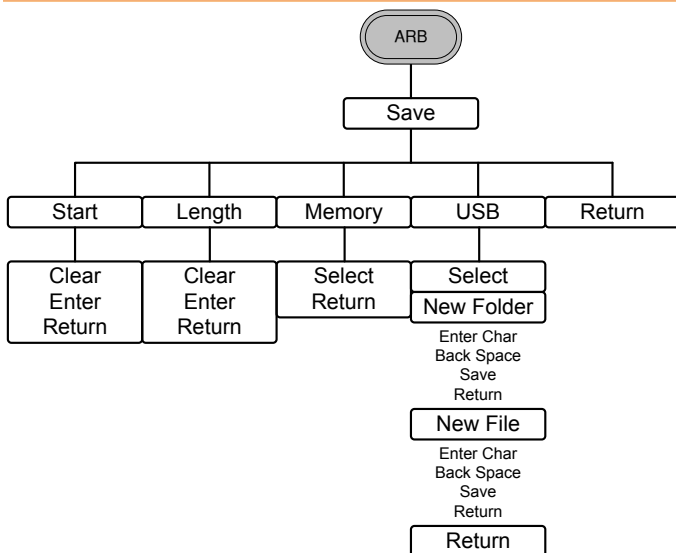 ARB
Save
Start
Length
Memory
USB
Return
Clear
Enter
Return
Clear
Enter
Return
Select
Return
Select
New Folder
Enter Char
Back Space
Save
Return
New File
Enter Char
Back Space
Save
Return
Return